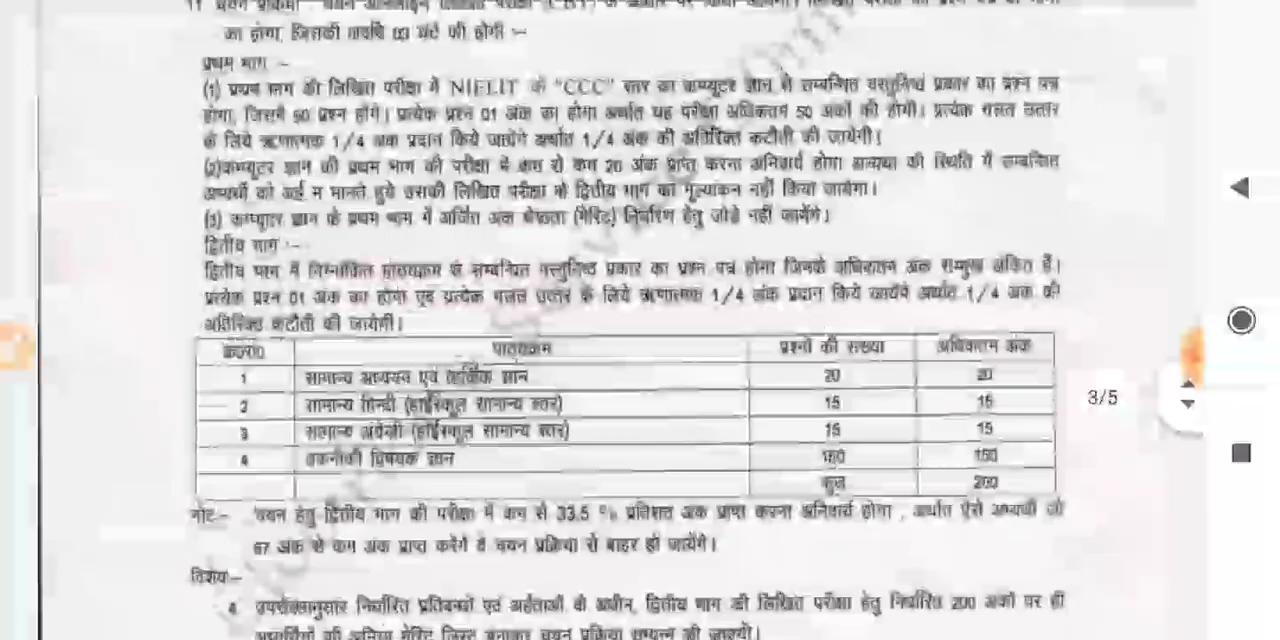 का होगा, जिसकी अवधि 03 घंटे की होगी :-
प्रथम भाग :-
(1) प्रथम भाग की लिखित परीक्षा में NIELIT के "CCC" स्तर का कम्प्यूटर ज्ञान से सम्बन्धित वस्तुनिष्ठ प्रकार का प्रश्न पत्र
होगा, जिसमें 50 प्रश्न होंगे। प्रत्येक प्रश्न 01 अंक का होगा अर्थात यह परीक्षा अधिकतम 50 अंकों की होगी। प्रत्येक गलत उत्तर
के लिये ऋणात्मक 1/4 अंक प्रदान किये जायेंगे अर्थात 1/4 अंक की अतिरिक्त कटौती की जायेगी।
(2)कम्प्यूटर ज्ञान की प्रथम भाग की परीक्षा में कम से कम 20 अंक प्राप्त करना अनिवार्य होगा अन्यथा की स्थिति में सम्बन्धित
अभ्यर्थी को अर्ह न मानते हुये उसकी लिखित परीक्षा के द्वितीय भाग का मूल्यांकन नहीं किया जायेगा।
(3) कम्प्यूटर ज्ञान के प्रथम भाग में अर्जित अंक श्रेष्ठता (मेरिट) निर्धारण हेतु जोड़े नहीं जायेंगे।
द्वितीय भाग :-
द्वितीय भाग में निम्नांकित पाठ्यक्रम से सम्बन्धित वस्तुनिष्ठ प्रकार का प्रश्न पत्र होगा जिनके अधिकतम अंक सम्मुख अंकित हैं।
प्रत्येक प्रश्न 01 अंक का होगा एवं प्रत्येक गलत उत्तर के लिये ऋणात्मक 1/4 अंक प्रदान किये जायेंगे अर्थात 1/4 अंक की
अतिरिक्त कटौती की जायेगी।
क्र०सं० पाठ्यक्रम प्रश्नों की संख्या अधिकतम अंक
1 सामान्य अध्ययन एवं तार्किक ज्ञान 20 20
2 सामान्य हिन्दी (हाईस्कूल सामान्य स्तर) 15 15
3 सामान्य अंग्रेजी (हाईस्कूल सामान्य स्तर) 15 15
4 तकनीकी विषयक ज्ञान 150 150
कुल 200
नोट:- चयन हेतु द्वितीय भाग की परीक्षा में कम से 33.5 % प्रतिशत अंक प्राप्त करना अनिवार्य होगा , अर्थात ऐसे अभ्यर्थी जो
67 अंक से कम अंक प्राप्त करेंगे वे चयन प्रक्रिया से बाहर हो जायेंगे।
विशेष:-
4. उपरोक्तानुसार निर्धारित प्रतिबन्धों एवं अर्हताओं के अधीन, द्वितीय भाग की लिखित परीक्षा हेतु निर्धारित 200 अंकों पर ही
3/5